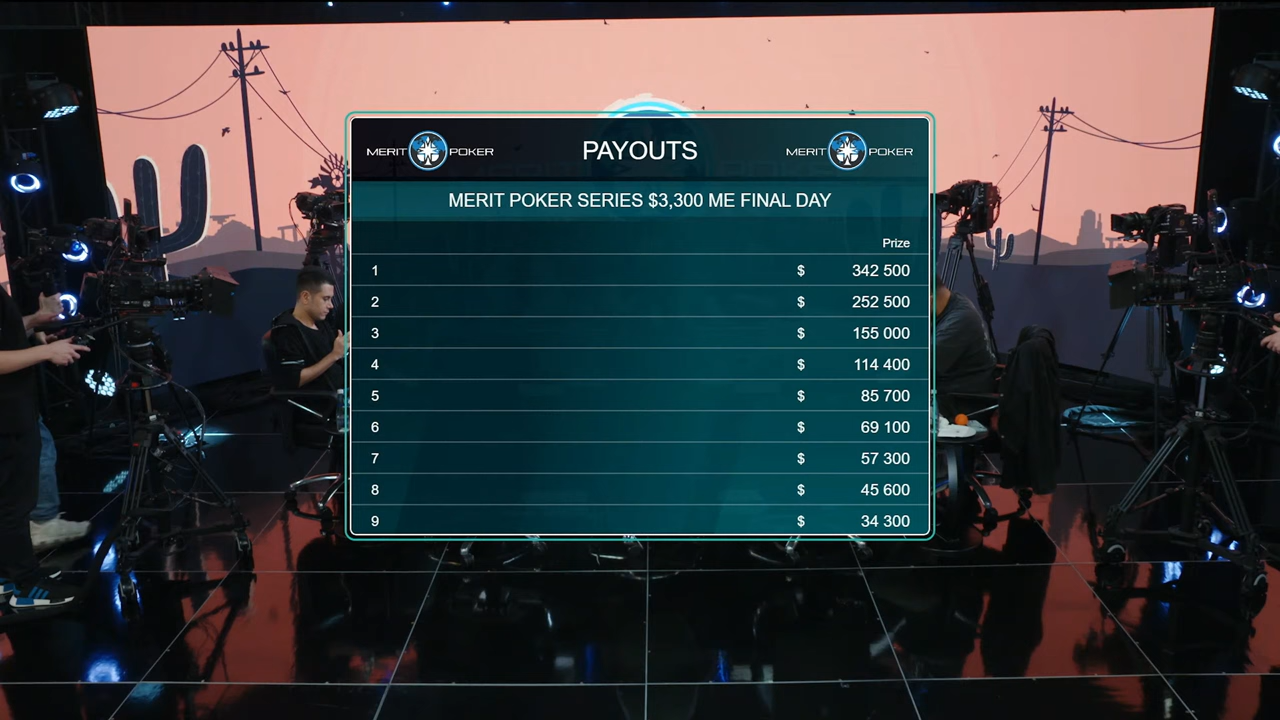 MERIT POKER PAYOUTS MERIT POKER
MERIT POKER SERIES $3,300 ME FINAL DAY
Prize
1 $ 342 500
2 $ 252 500
3 $ 155 000
4 $ 114 400
5 $ 85 700
6 $ 69 100
7 $ 57 300
8 $ 45 600
9 $ 34 300